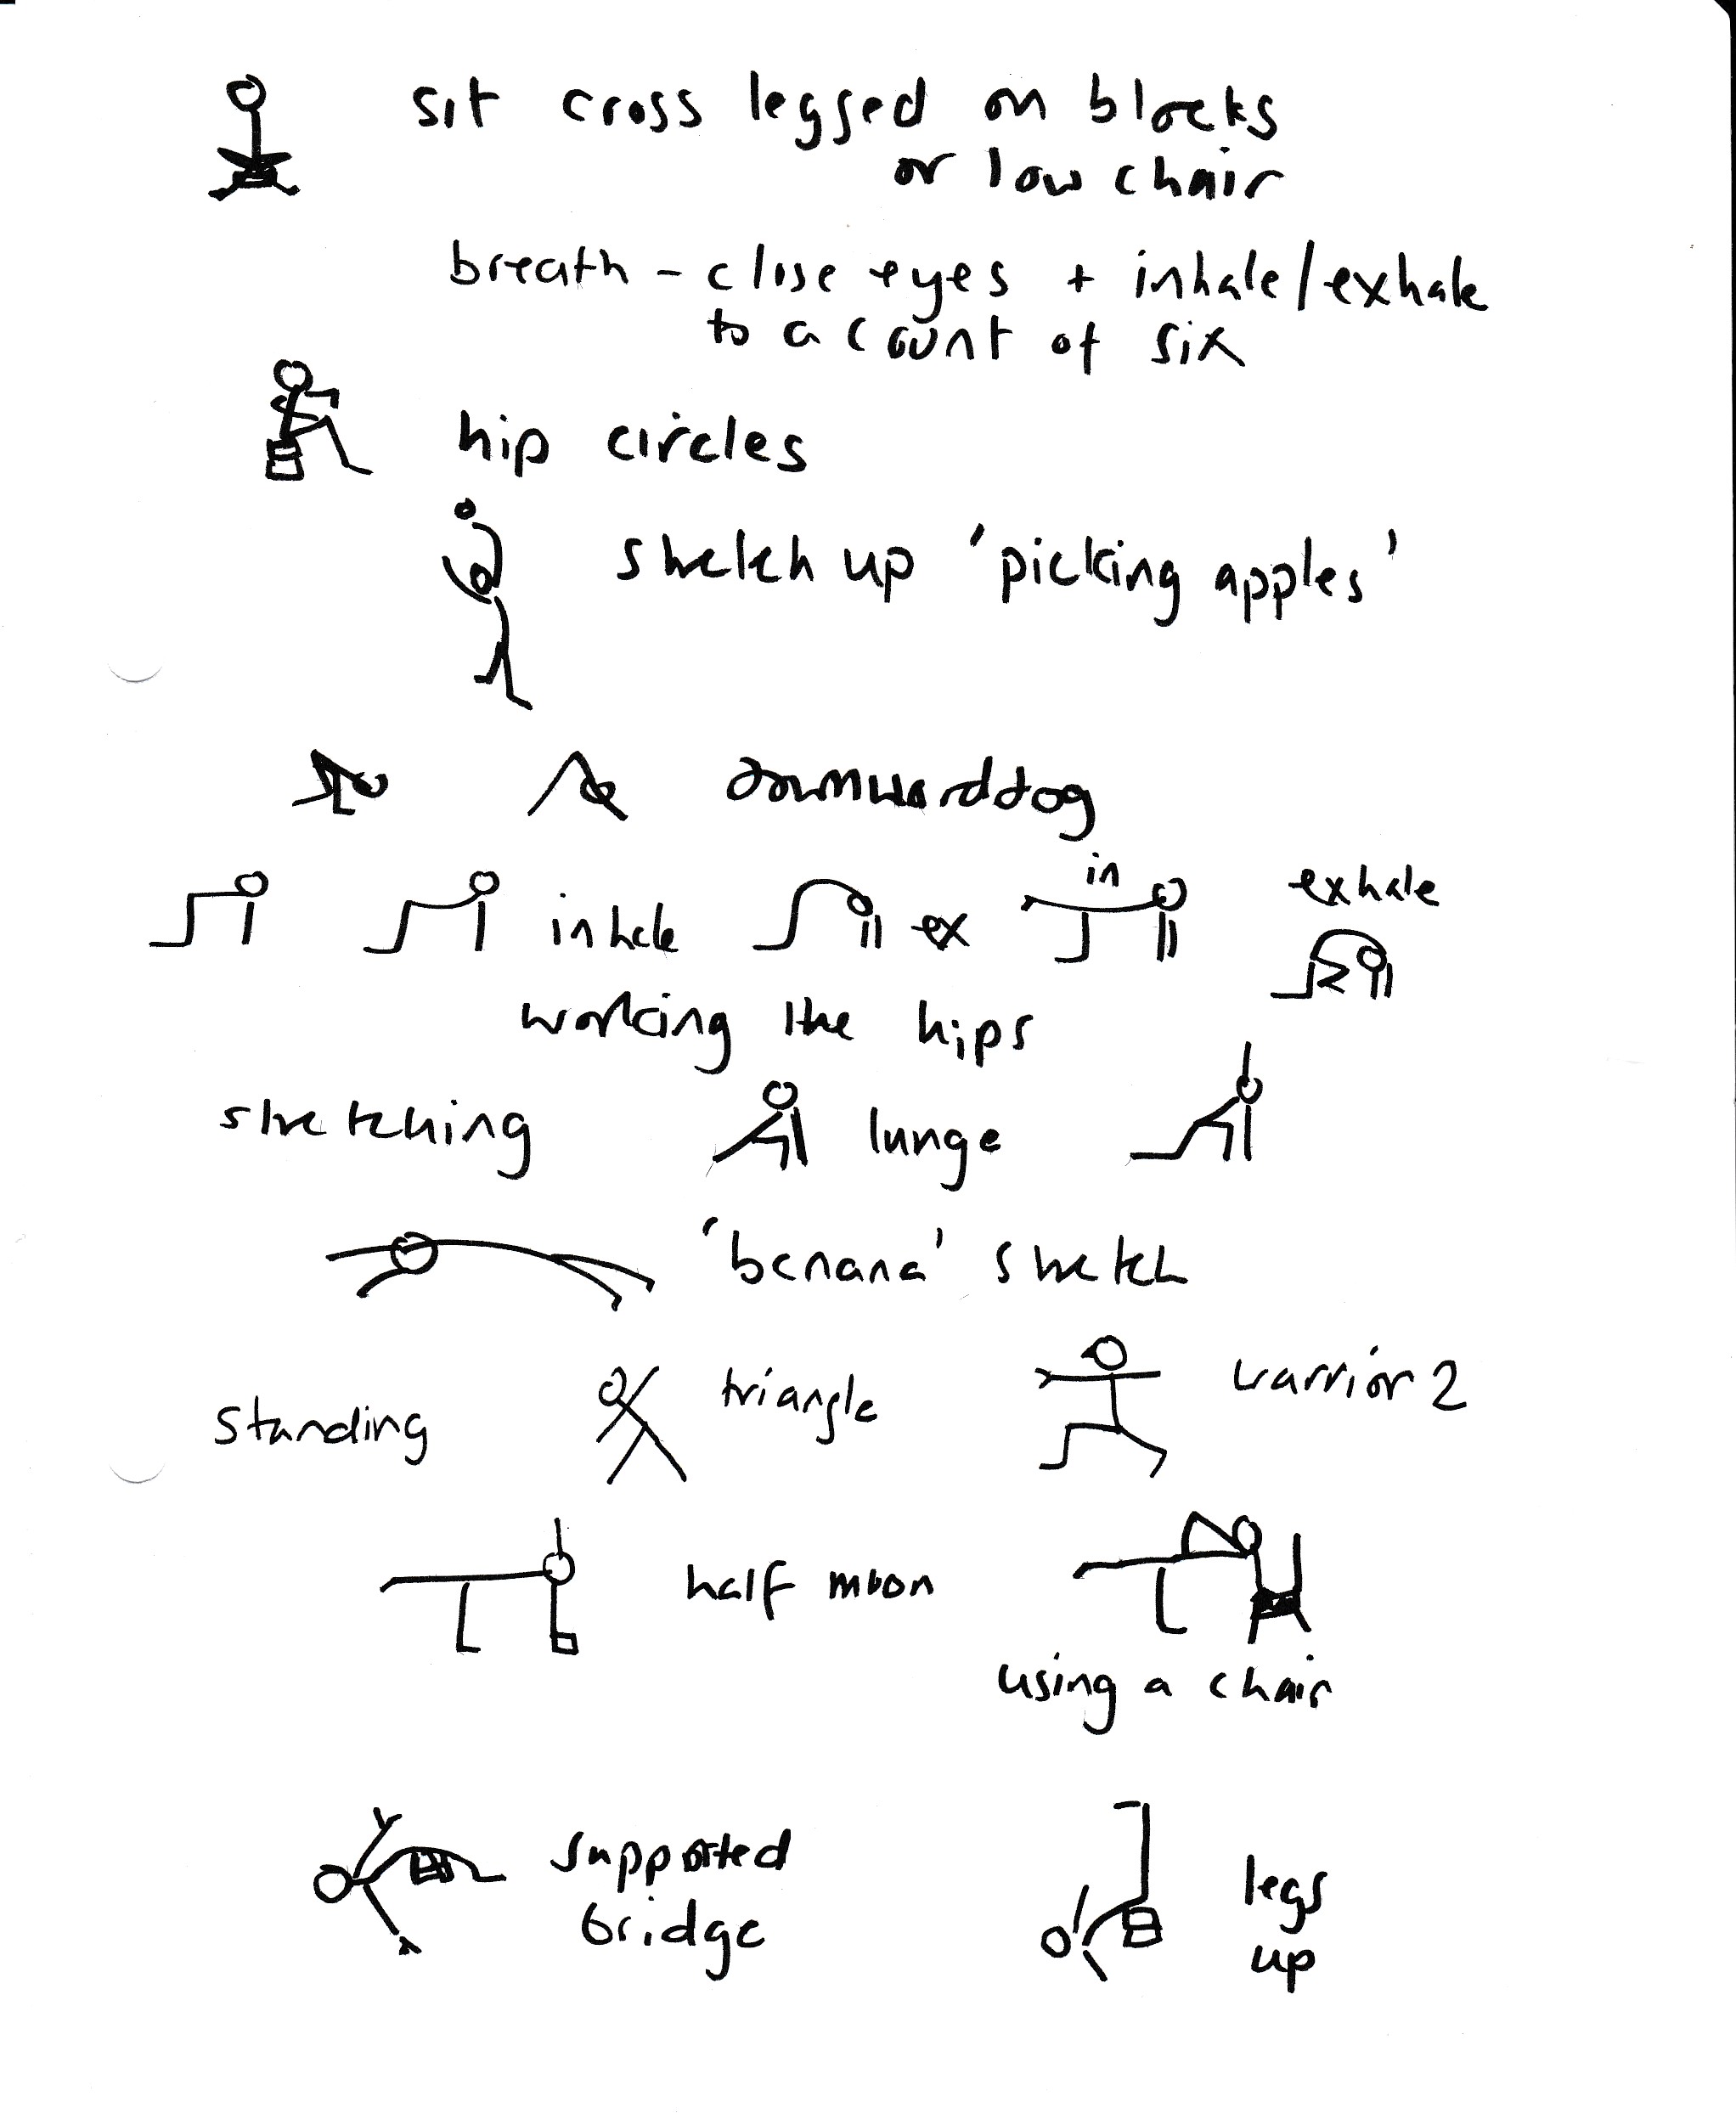 sit cross legged on blocks
or low chair
breath - close eyes + inhale/exhale
to a count of six
hip circles
stretch up 'picking apples'
downward dog
inhale ex in exhale
working the hips
stretching lunge
'banana' stretch
standing triangle warrior 2
half moon
using a chair
supported
bridge
legs
up